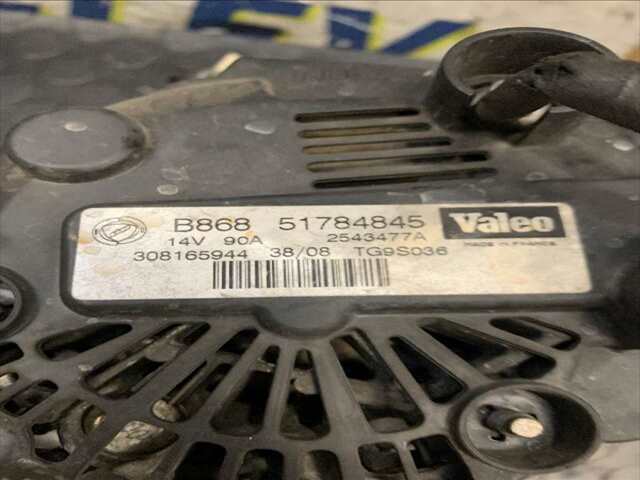 B868 51784845 Valeo
14V 90A 2543477A MADE IN FRANCE
308165944 38/08 TG9S036